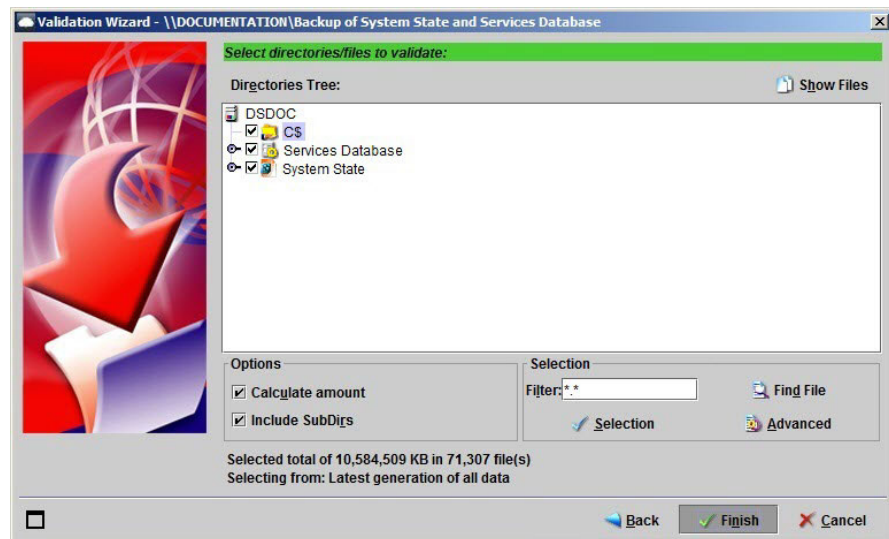 Validation Wizard - \\DOCUMENTATION\Backup of System State and Services Database
Select directories/files to validate:
Directories Tree:
Show Files
DSDOC
C$
Services Database
System State
Options
Calculate amount
Include SubDirs
Selection
Filter: *.*
Find File
Selection
Advanced
Selected total of 10,584,509 KB in 71,307 file(s)
Selecting from: Latest generation of all data
Back
Finish
Cancel